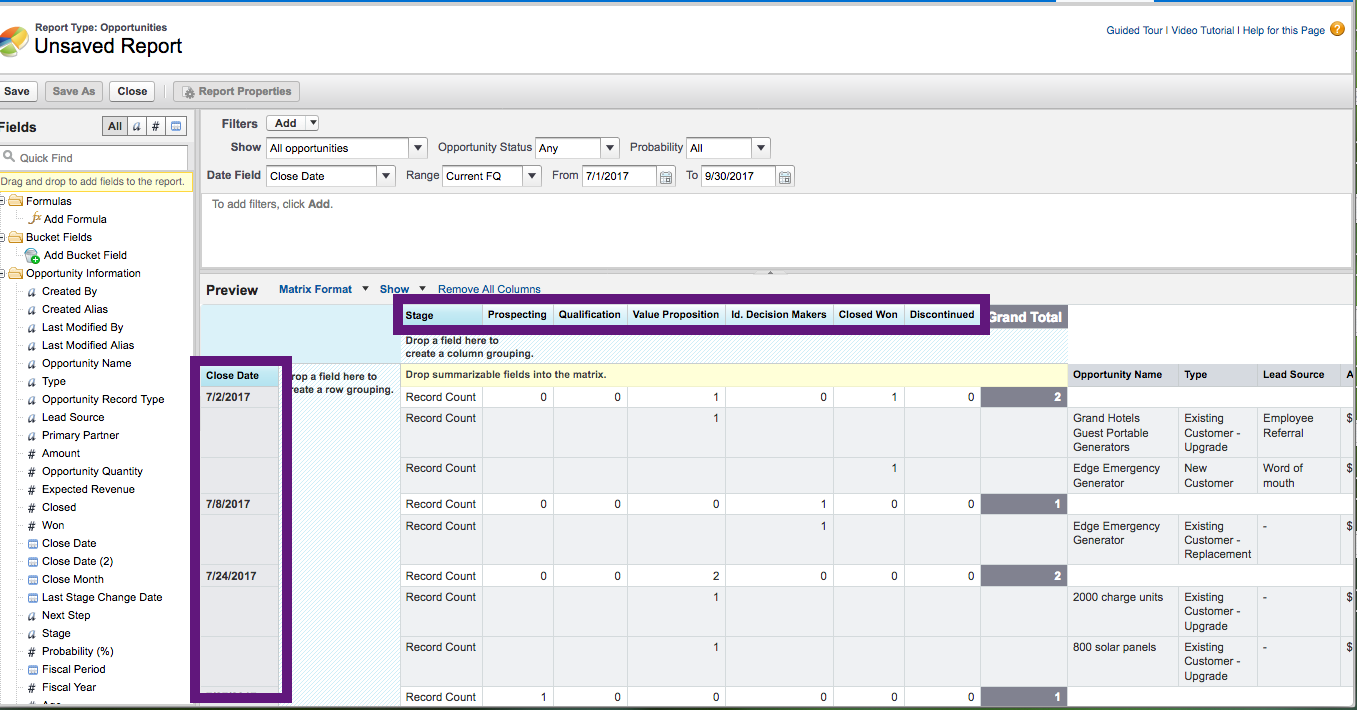 Report Type: Opportunities
Unsaved Report
Guided Tour | Video Tutorial | Help for this Page ?
Save Save As Close Report Properties
Fields All a #
Quick Find
Drag and drop to add fields to the report.
Formulas
Add Formula
Bucket Fields
Add Bucket Field
Opportunity Information
a Created By
a Created Alias
a Last Modified By
a Last Modified Alias
a Opportunity Name
a Type
a Opportunity Record Type
a Lead Source
a Primary Partner
# Amount
# Opportunity Quantity
# Expected Revenue
# Closed
# Won
Close Date
Close Date (2)
Close Month
Last Stage Change Date
a Next Step
a Stage
# Probability (%)
Fiscal Period
# Fiscal Year
Filters Add
Show All opportunities Opportunity Status Any Probability All
Date Field Close Date Range Current FQ From 7/1/2017 To 9/30/2017
To add filters, click Add.
Preview Matrix Format Show Remove All Columns
Stage Prospecting Qualification Value Proposition Id. Decision Makers Closed Won Discontinued Grand Total
Drop a field here to
create a column grouping.
Close Date rop a field here to Drop summarizable fields into the matrix. Opportunity Name Type Lead Source A
reate a row grouping.
7/2/2017 Record Count 0 0 1 0 1 0 2
Record Count 1 Grand Hotels Existing Employee $
Guest Portable Customer - Referral
Generators Upgrade
Record Count 1 Edge Emergency New Word of $
Generator Customer mouth
7/8/2017 Record Count 0 0 0 1 0 0 1
Record Count 1 Edge Emergency Existing - $
Generator Customer -
Replacement
7/24/2017 Record Count 0 0 2 0 0 0 2
Record Count 1 2000 charge units Existing - $
Customer -
Upgrade
Record Count 1 800 solar panels Existing - $
Customer -
Upgrade
Record Count 1 0 0 0 0 0 1